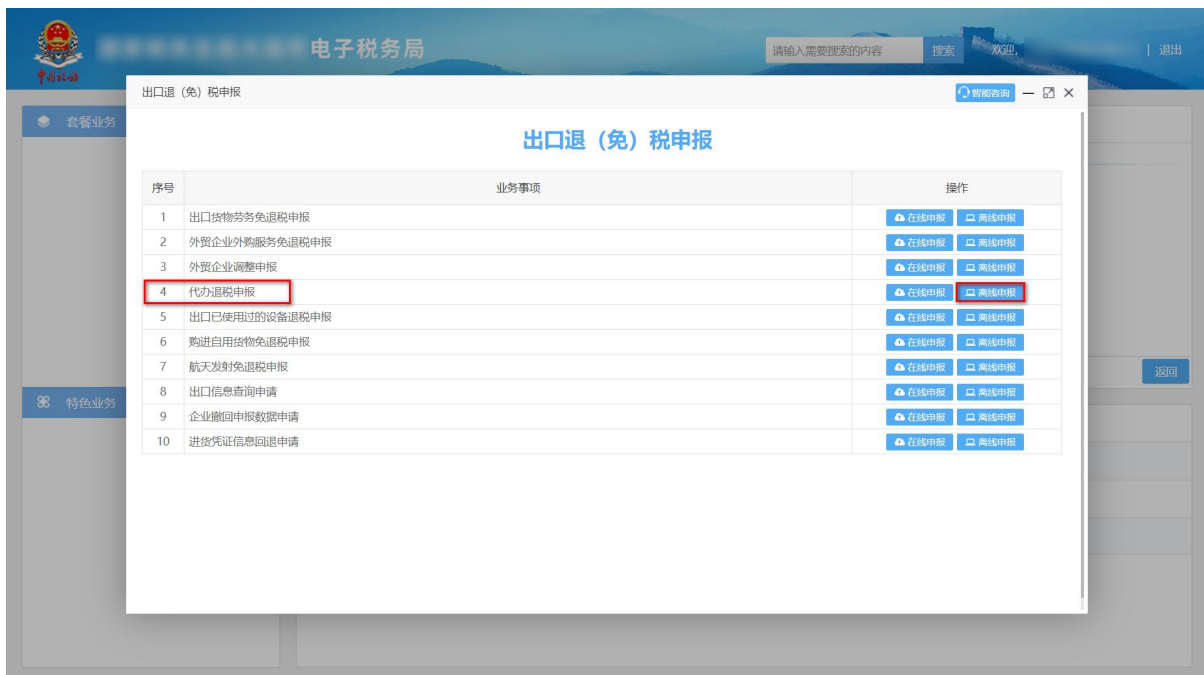 电子税务局
请输入需要搜索的内容 搜索 欢迎, | 退出
中国税务
出口退（免）税申报 智能咨询
套餐业务
出口退（免）税申报
序号 业务事项 操作
1 出口货物劳务免退税申报 在线申报 离线申报
2 外贸企业外购服务免退税申报 在线申报 离线申报
3 外贸企业调整申报 在线申报 离线申报
4 代办退税申报 在线申报 离线申报
5 出口已使用过的设备退税申报 在线申报 离线申报
6 购进自用货物免退税申报 在线申报 离线申报
7 航天发射免退税申报 在线申报 离线申报
返回
8 出口信息查询申请 在线申报 离线申报
特色业务
9 企业撤回申报数据申请 在线申报 离线申报
10 进货凭证信息回退申请 在线申报 离线申报